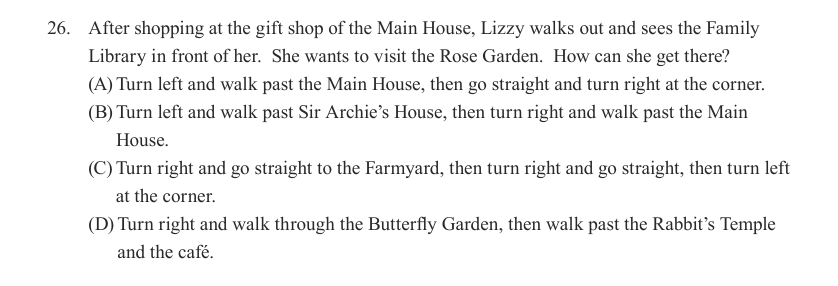 26. After shopping at the gift shop of the Main House, Lizzy walks out and sees the Family
Library in front of her. She wants to visit the Rose Garden. How can she get there?
(A) Turn left and walk past the Main House, then go straight and turn right at the corner.
(B) Turn left and walk past Sir Archie’s House, then turn right and walk past the Main
House.
(C) Turn right and go straight to the Farmyard, then turn right and go straight, then turn left
at the corner.
(D) Turn right and walk through the Butterfly Garden, then walk past the Rabbit’s Temple
and the café.